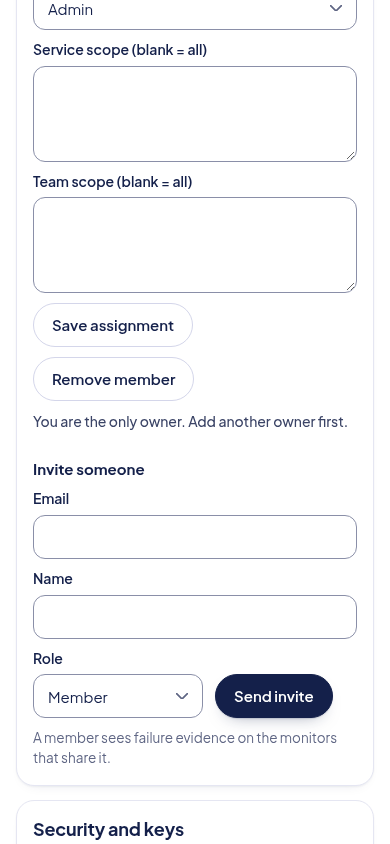 Admin
Service scope (blank = all)
Team scope (blank = all)
Save assignment
Remove member
You are the only owner. Add another owner first.
Invite someone
Email
Name
Role
Member
Send invite
A member sees failure evidence on the monitors
that share it.
Security and keys